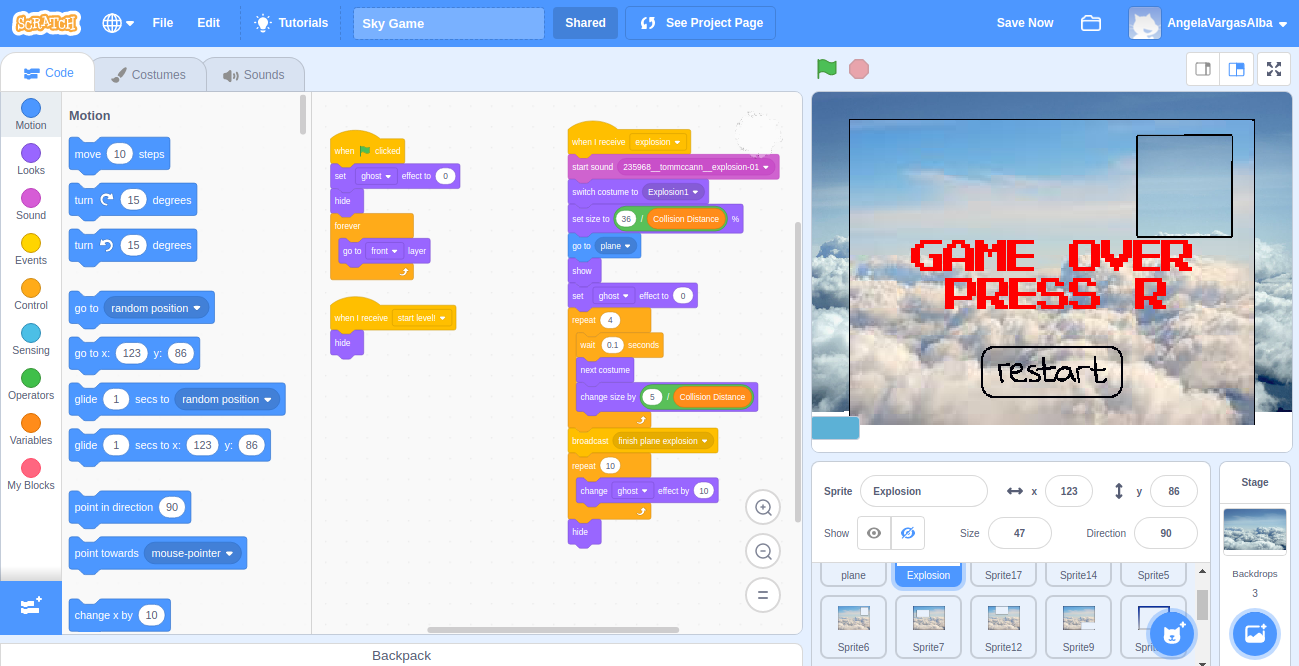 SCRATCH File Edit Tutorials Sky Game Shared See Project Page Save Now AngelaVargasAlba
Code Costumes Sounds
Motion
Looks
Sound
Events
Control
Sensing
Operators
Variables
My Blocks
Motion
move 10 steps
turn 15 degrees
turn 15 degrees
go to random position
go to x: 123 y: 86
glide 1 secs to random position
glide 1 secs to x: 123 y: 86
point in direction 90
point towards mouse-pointer
change x by 10
when clicked
set ghost effect to 0
hide
forever
go to front layer
when I receive start level!
hide
when I receive explosion
start sound 235968__tommccann__explosion-01
switch costume to Explosion1
set size to 36 / Collision Distance %
go to plane
show
set ghost effect to 0
repeat 4
wait 0.1 seconds
next costume
change size by 5 / Collision Distance
broadcast finish plane explosion
repeat 10
change ghost effect by 10
hide
Backpack
GAME OVER
PRESS R
restart
Sprite Explosion x 123 y 86
Show Size 47 Direction 90
plane Explosion Sprite17 Sprite14 Sprite5
Sprite6 Sprite7 Sprite12 Sprite9
Stage
Backdrops
3